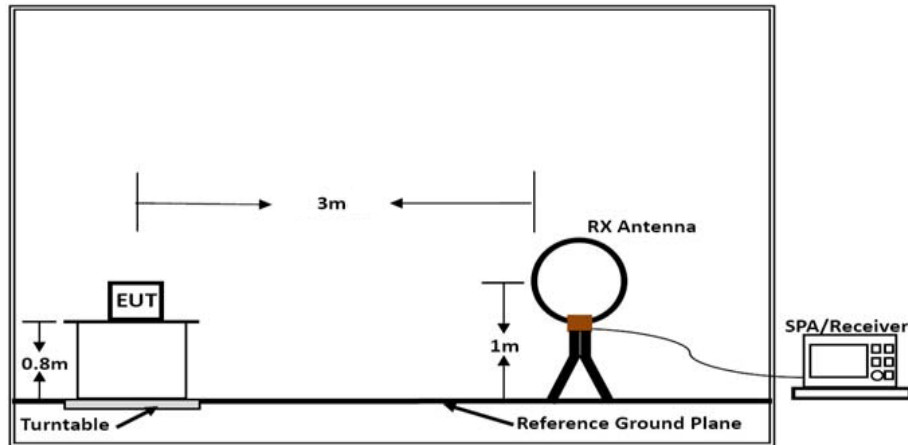 3m
RX Antenna
EUT
SPA/Receiver
0.8m
1m
Turntable
Reference Ground Plane